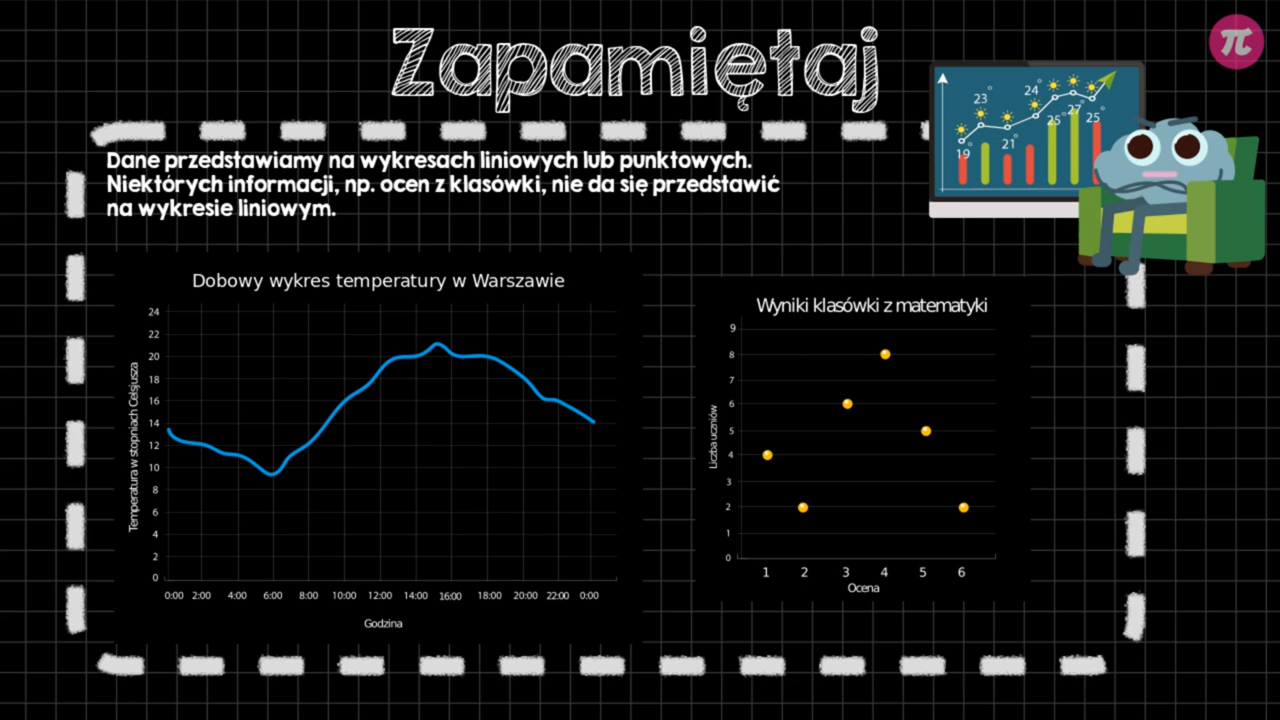 Zapamiętaj
π
Dane przedstawiamy na wykresach liniowych lub punktowych.
Niektórych informacji, np. ocen z klasówki, nie da się przedstawić
na wykresie liniowym.
23
24
19
21
25
27
25
Dobowy wykres temperatury w Warszawie
Temperatura w stopniach Celsjusza
24
22
20
18
16
14
12
10
8
6
4
2
0
0:00 2:00 4:00 6:00 8:00 10:00 12:00 14:00 16:00 18:00 20:00 22:00 0:00
Godzina
Wyniki klasówki z matematyki
Liczba uczniów
9
8
7
6
5
4
3
2
1
0
1 2 3 4 5 6
Ocena